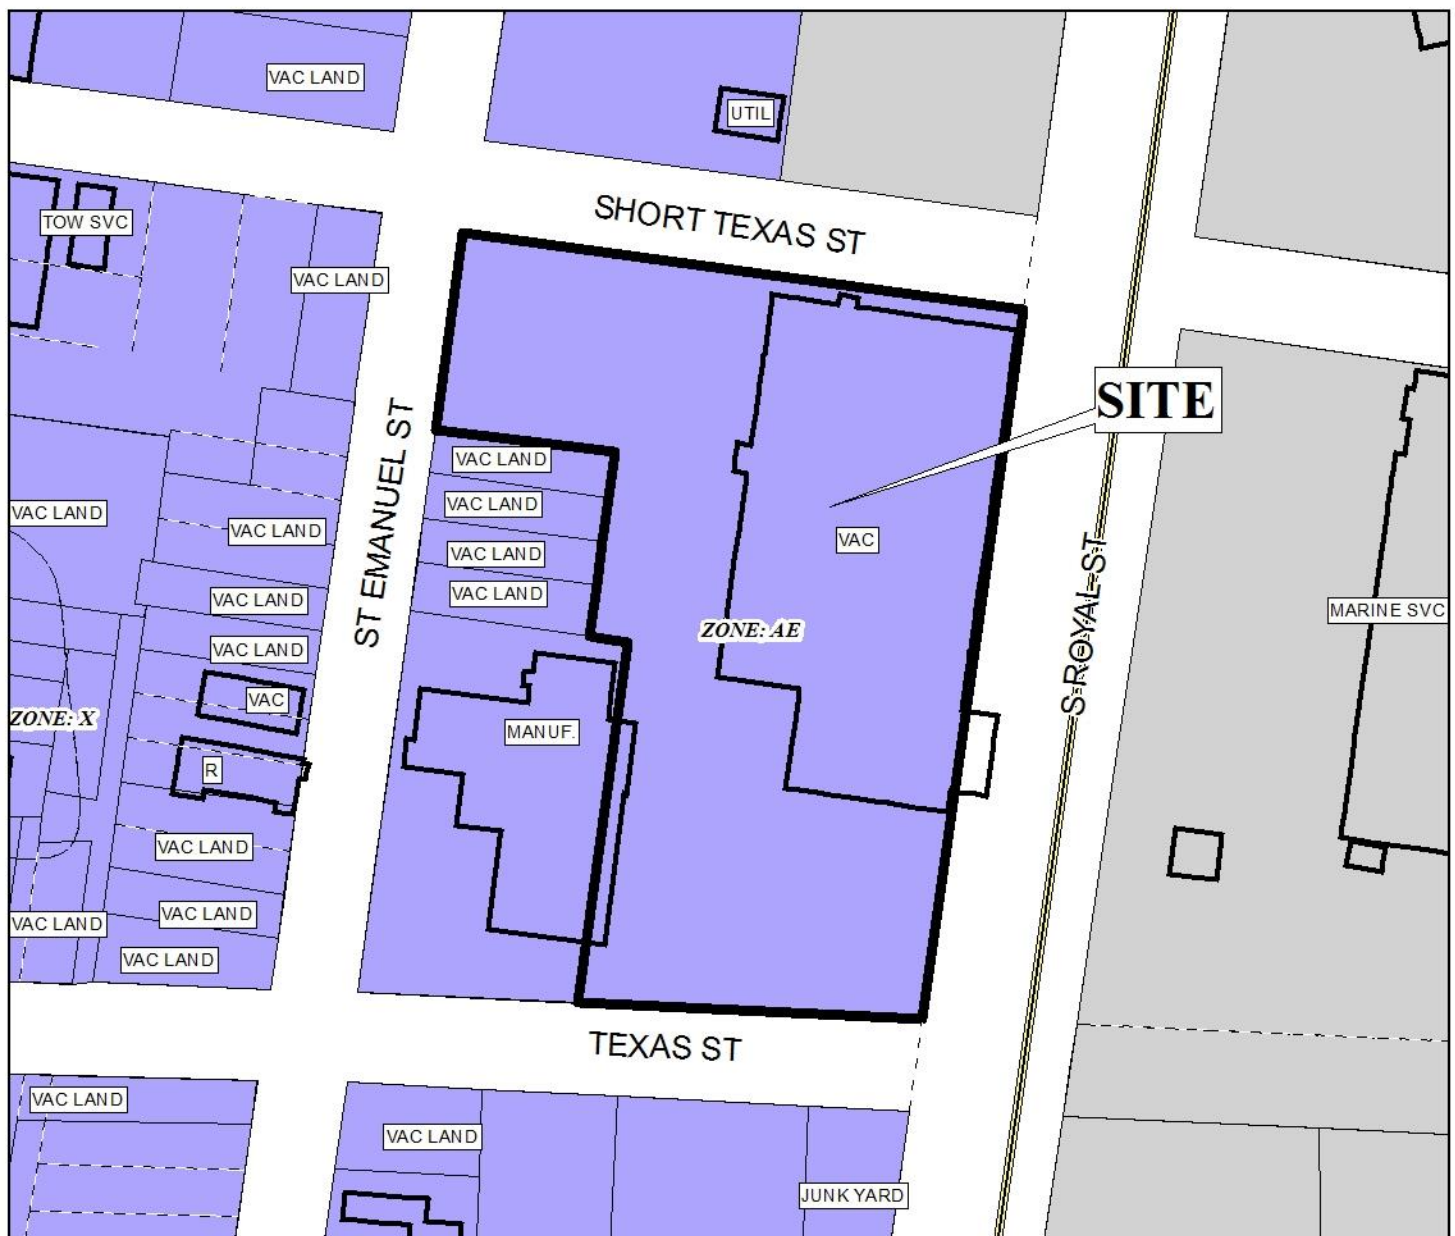 VAC LAND
UTIL
SHORT TEXAS ST
TOW SVC
VAC LAND
SITE
ST EMANUEL ST
VAC LAND
VAC LAND
VAC LAND
VAC LAND
VAC LAND
VAC LAND
VAC
S ROYAL ST
VAC LAND
VAC LAND
MARINE SVC
ZONE: AE
VAC LAND
VAC
ZONE: X
MANUF.
R
VAC LAND
VAC LAND
VAC LAND
VAC LAND
TEXAS ST
VAC LAND
VAC LAND
JUNK YARD